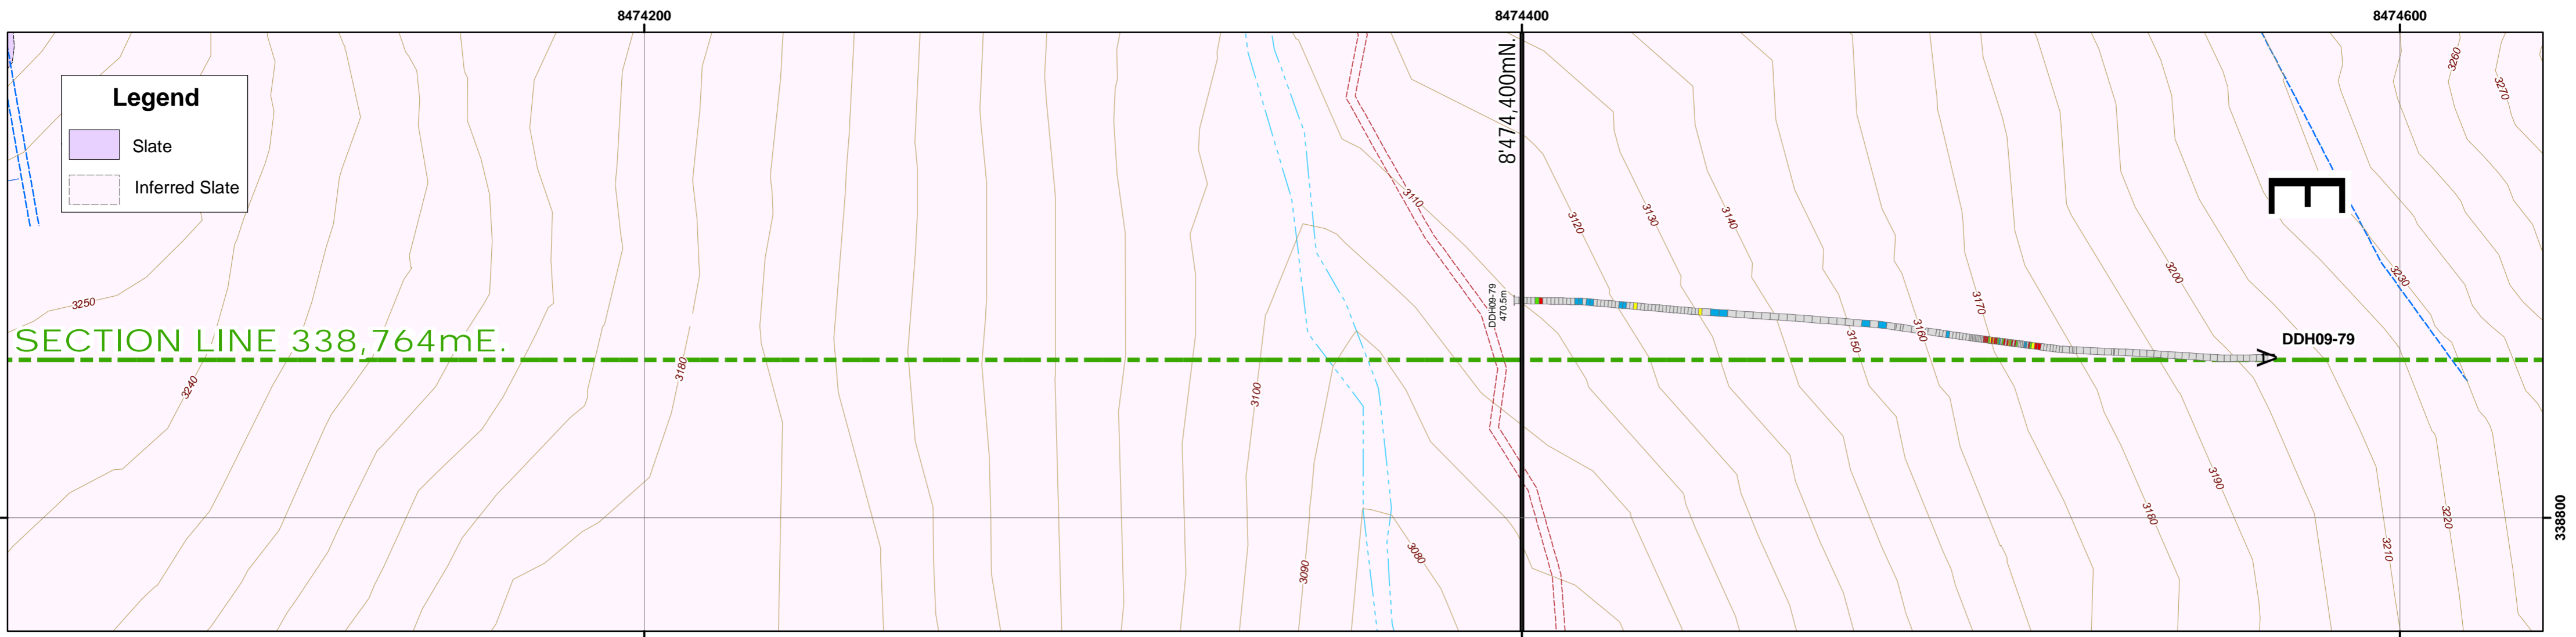 8474200
8474400
8474600
Legend
Slate
Inferred Slate
8'474,400mN.
3260
3270
3110
3120
3130
3140
E
3200
3230
3170
3250
DDH09-79
470.5m
3150
3160
SECTION LINE 338,764mE.
DDH09-79
3240
3180
3100
3190
3180
3220
338800
3210
3090
3080